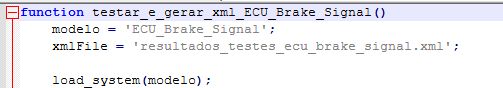 function testar_e_gerar_xml_ECU_Brake_Signal()
modelo = 'ECU_Brake_Signal';
xmlFile = 'resultados_testes_ecu_brake_signal.xml';
load_system(modelo);